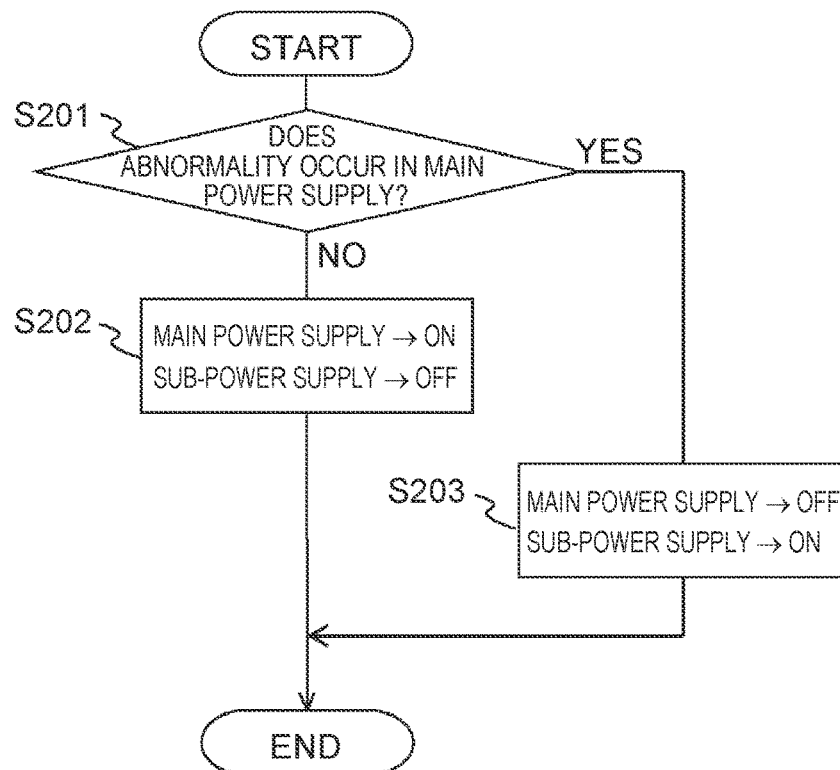 START
S201
DOES
ABNORMALITY OCCUR IN MAIN
POWER SUPPLY?
YES
NO
S202
MAIN POWER SUPPLY → ON
SUB-POWER SUPPLY → OFF
S203
MAIN POWER SUPPLY → OFF
SUB-POWER SUPPLY → ON
END